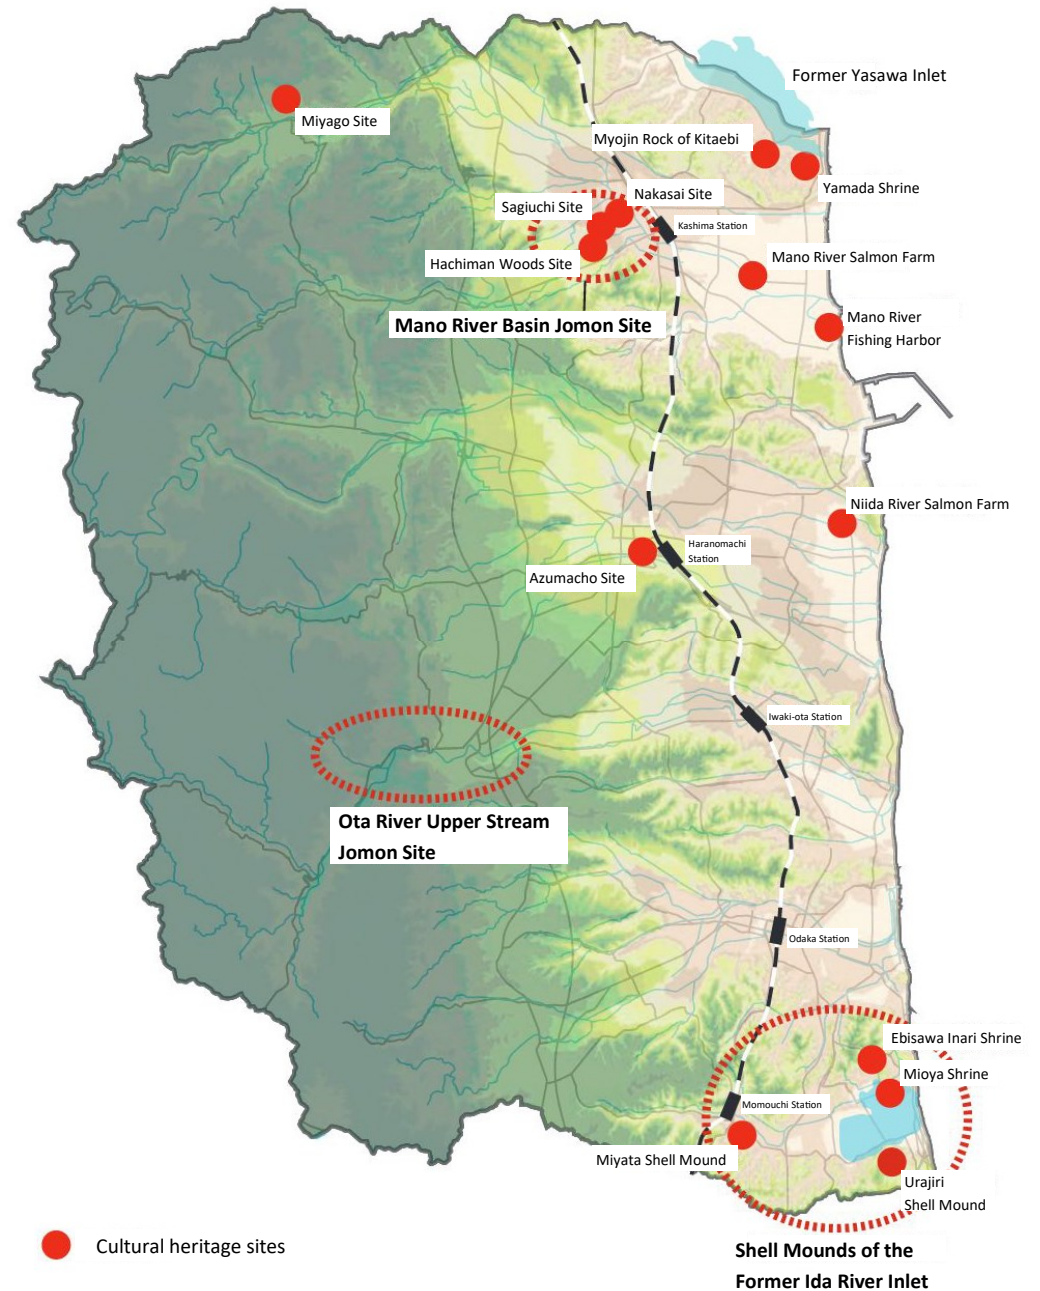 Former Yasawa Inlet
Miyago Site
Myojin Rock of Kitaebi
Yamada Shrine
Nakasai Site
Sagiuchi Site
Kashima Station
Hachiman Woods Site
Mano River Salmon Farm
Mano River Basin Jomon Site
Mano River
Fishing Harbor
Niida River Salmon Farm
Haranomachi
Station
Azumacho Site
Iwaki-ota Station
Ota River Upper Stream
Jomon Site
Odaka Station
Ebisawa Inari Shrine
Mioya Shrine
Momouchi Station
Miyata Shell Mound
Urajiri
Shell Mound
Cultural heritage sites
Shell Mounds of the
Former Ida River Inlet